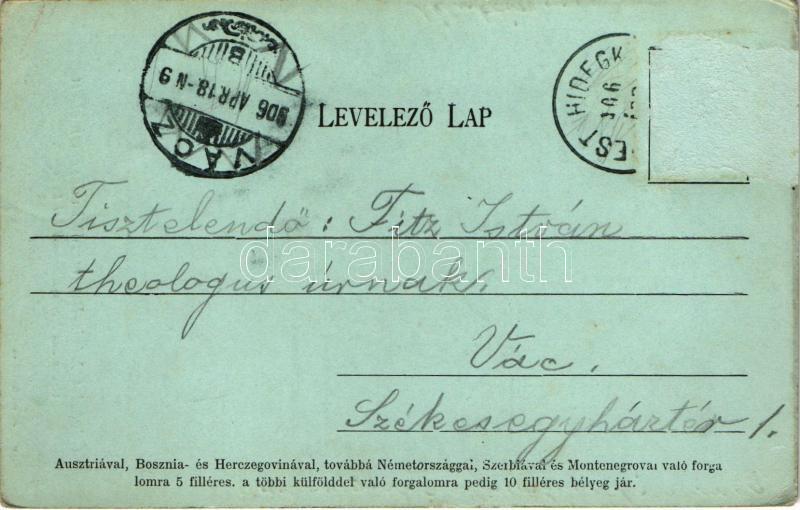 VÁCZ
906 APR 18-N 9
B
EST HIDEGK
LEVELEZŐ LAP
Tisztelendő: Fitz István
darabanth
theologus úrnak.
Vác.
Székesegyháztér 1.
Ausztriával, Bosznia- és Herczegovinával, továbbá Németországgal, Szerbiával és Montenegroval való forga
lomra 5 filléres. a többi külfölddel való forgalomra pedig 10 filléres bélyeg jár.